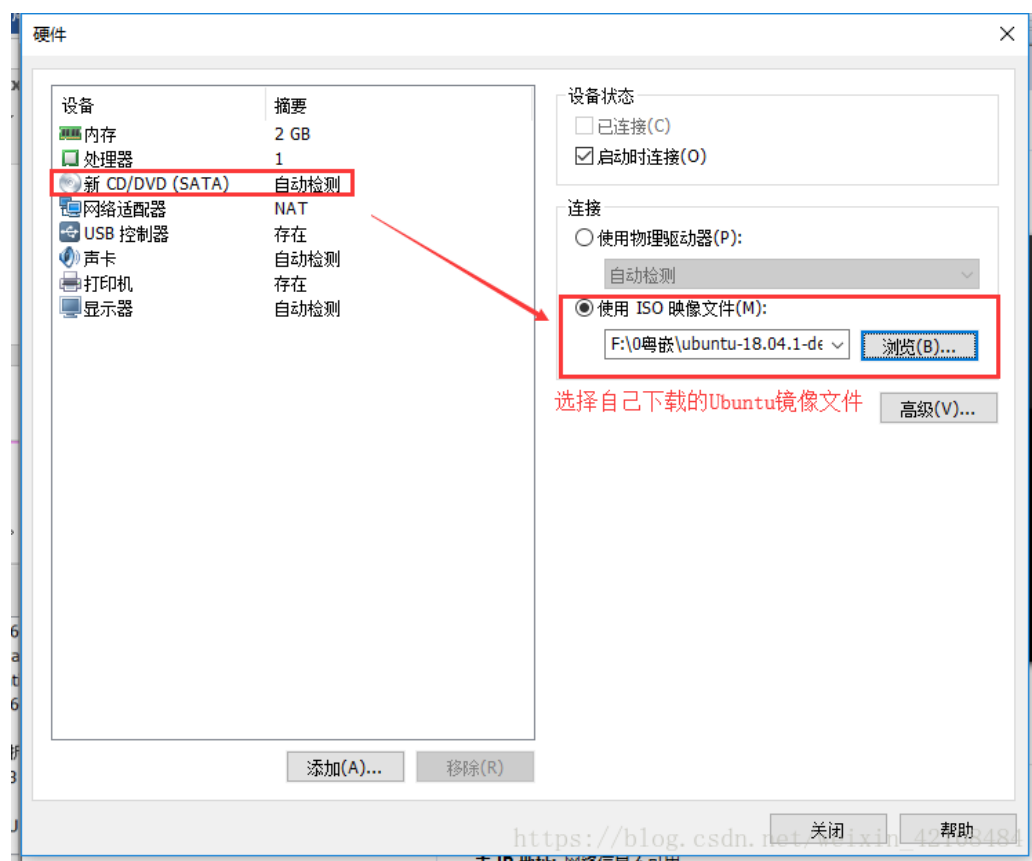 硬件
设备 摘要
内存 2 GB
处理器 1
新 CD/DVD (SATA) 自动检测
网络适配器 NAT
USB 控制器 存在
声卡 自动检测
打印机 存在
显示器 自动检测
添加(A)...
移除(R)
设备状态
已连接(C)
启动时连接(O)
连接
使用物理驱动器(P):
自动检测
使用 ISO 映像文件(M):
F:\0粤嵌\ubuntu-18.04.1-de
浏览(B)...
选择自己下载的Ubuntu镜像文件
高级(V)...
关闭
帮助
https://blog.csdn.net/weixin_42108484